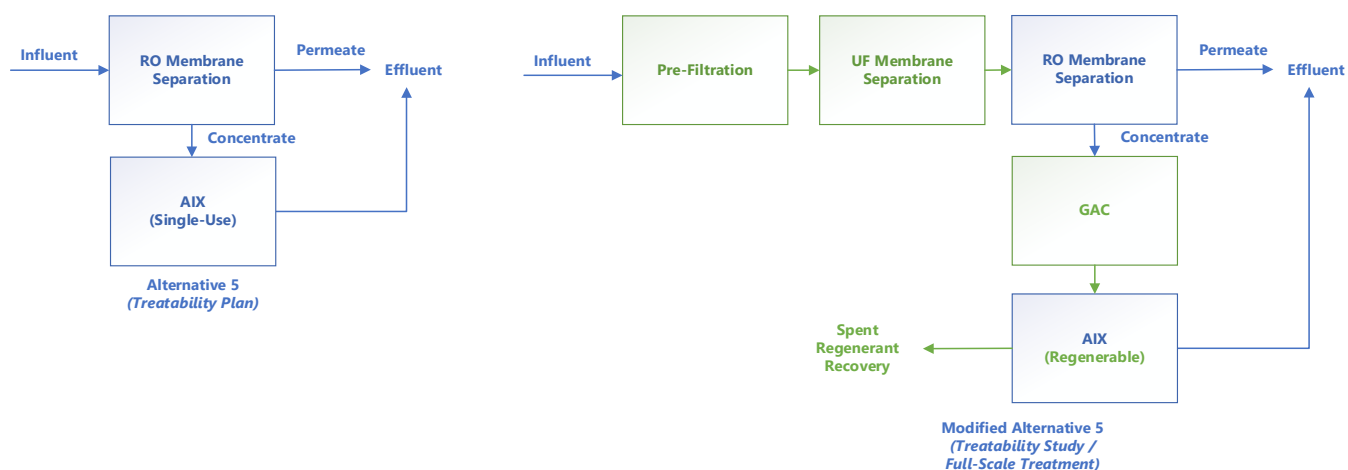 Influent
RO Membrane
Separation
Permeate
Effluent
Concentrate
AIX
(Single-Use)
Alternative 5
(Treatability Plan)
Influent
Pre-Filtration
UF Membrane
Separation
RO Membrane
Separation
Permeate
Effluent
Concentrate
GAC
AIX
(Regenerable)
Spent
Regenerant
Recovery
Modified Alternative 5
(Treatability Study /
Full-Scale Treatment)